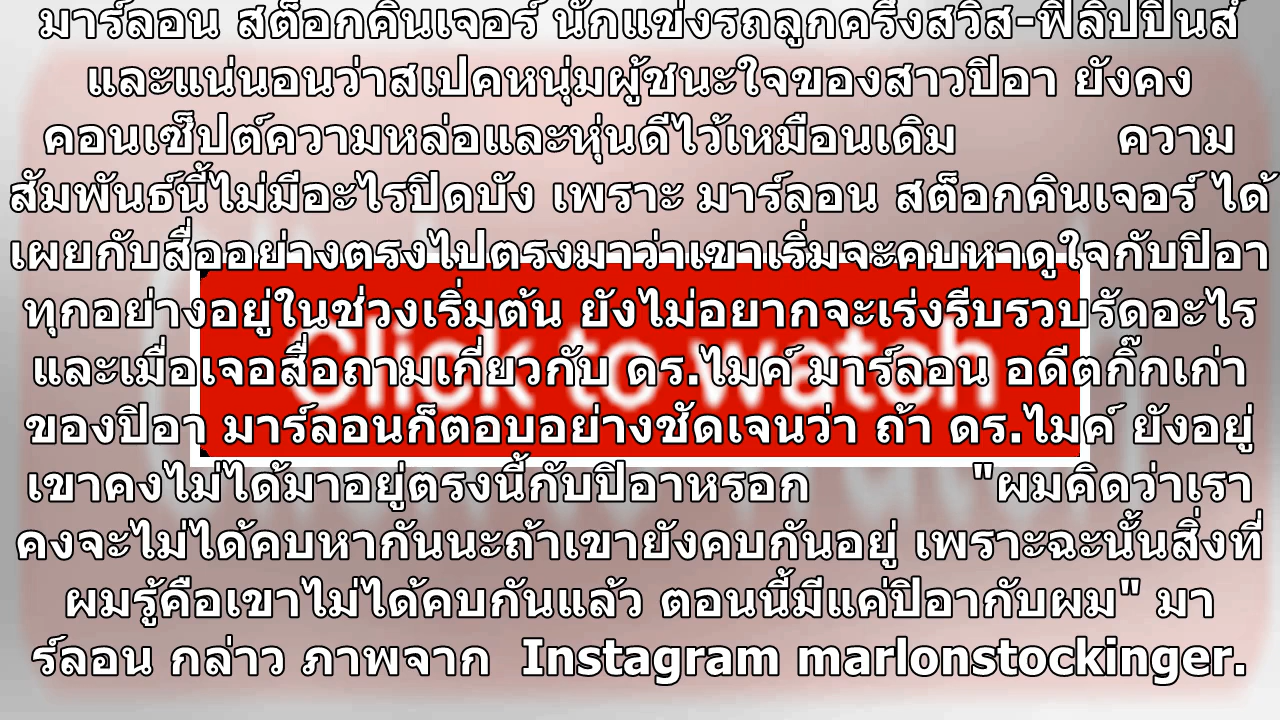 มาร์ลอน สต็อกคินเจอร์ นักแข่งรถลูกครึ่งสวิส-ฟิลิปปินส์
และแน่นอนว่าสเปคหนุ่มผู้ชนะใจของสาวปิอา ยังคง
คอนเซ็ปต์ความหล่อและหุ่นดีไว้เหมือนเดิม ความ
สัมพันธ์นี้ไม่มีอะไรปิดบัง เพราะ มาร์ลอน สต็อกคินเจอร์ ได้
เผยกับสื่ออย่างตรงไปตรงมาว่าเขาเริ่มจะคบหาดูใจกับปิอา
ทุกอย่างอยู่ในช่วงเริ่มต้น ยังไม่อยากจะเร่งรีบรวบรัดอะไร
และเมื่อเจอสื่อถามเกี่ยวกับ ดร.ไมค์ มาร์ลอน อดีตกิ๊กเก่า
ของปิอา มาร์ลอนก็ตอบอย่างชัดเจนว่า ถ้า ดร.ไมค์ ยังอยู่
เขาคงไม่ได้มาอยู่ตรงนี้กับปิอาหรอก "ผมคิดว่าเรา
คงจะไม่ได้คบหากันนะถ้าเขายังคบกันอยู่ เพราะฉะนั้นสิ่งที่
ผมรู้คือเขาไม่ได้คบกันแล้ว ตอนนี้มีแค่ปิอากับผม" มา
ร์ลอน กล่าว ภาพจาก Instagram marlonstockinger.
Click to watch